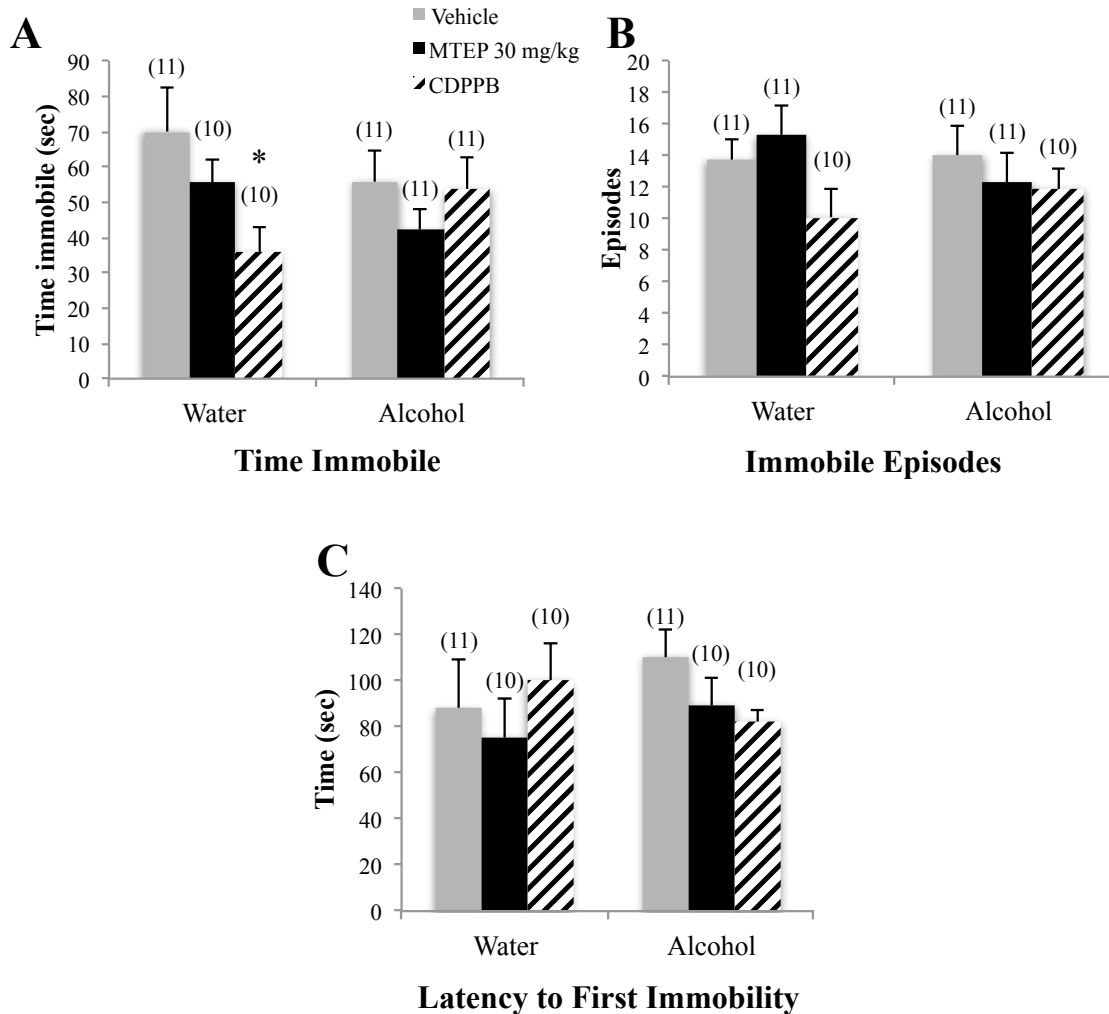 Vehicle
MTEP 30 mg/kg
CDPPB
A
Time immobile (sec)
90
80
70
60
50
40
30
20
10
0
(11)
(10)
*
(10)
(11)
(11)
(11)
Water
Alcohol
Time Immobile
B
Episodes
20
18
16
14
12
10
8
6
4
2
0
(11)
(11)
(10)
(11)
(11)
(10)
Water
Alcohol
Immobile Episodes
C
Time (sec)
140
120
100
80
60
40
20
0
(11)
(10)
(10)
(11)
(10)
(10)
Water
Alcohol
Latency to First Immobility